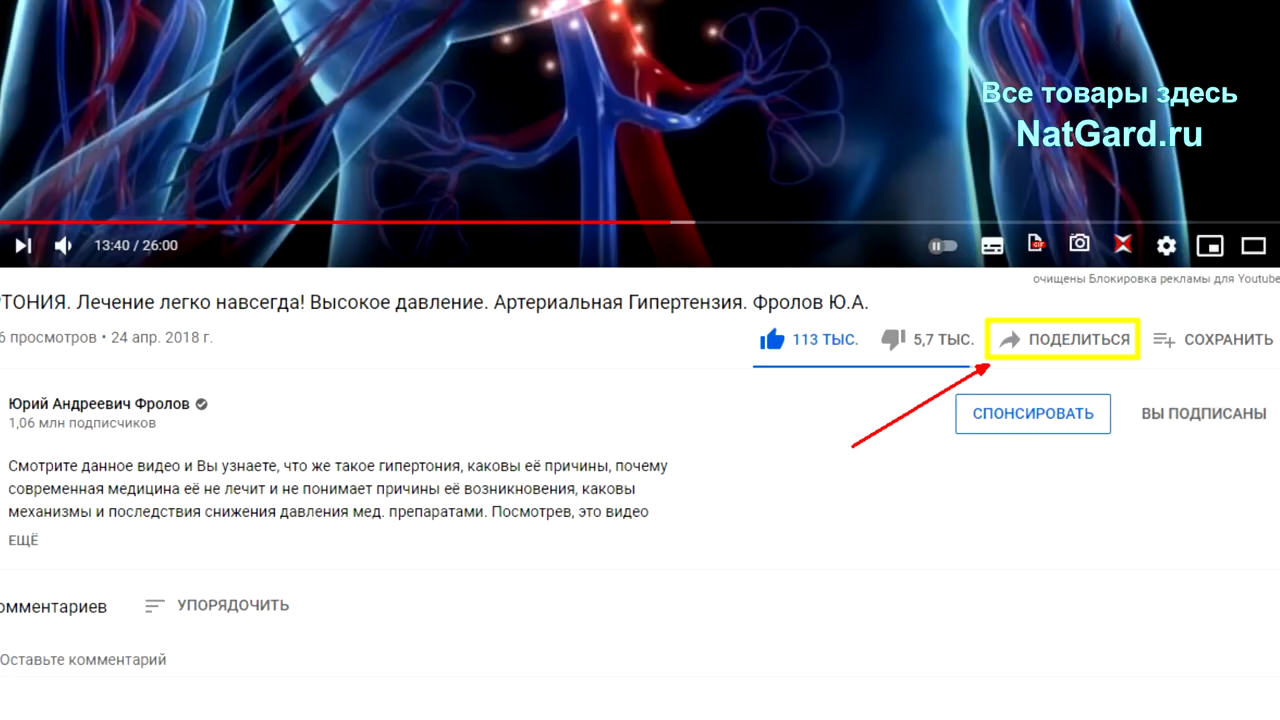 Все товары здесь
NatGard.ru
13:40 / 26:00
GIF
очищены Блокировка рекламы для Youtube
ТОНИЯ. Лечение легко навсегда! Высокое давление. Артериальная Гипертензия. Фролов Ю.А.
6 просмотров • 24 апр. 2018 г.
113 ТЫС. 5,7 ТЫС. ПОДЕЛИТЬСЯ СОХРАНИТЬ
Юрий Андреевич Фролов
1,06 млн подписчиков
СПОНСИРОВАТЬ ВЫ ПОДПИСАНЫ
Смотрите данное видео и Вы узнаете, что же такое гипертония, каковы её причины, почему
современная медицина её не лечит и не понимает причины её возникновения, каковы
механизмы и последствия снижения давления мед. препаратами. Посмотрев, это видео
ЕЩЁ
омментариев УПОРЯДОЧИТЬ
Оставьте комментарий